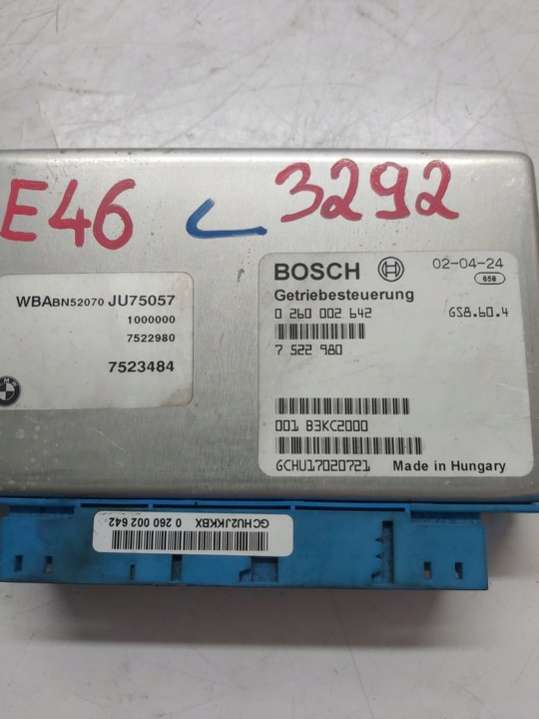 E46 3292
WBABN52070 JU75057
1000000
7522980
7523484
BOSCH 02-04-24
658
Getriebesteuerung
0 260 002 642 GS8.60.4
7 522 980
001 B3KC2000
GCHU17020721 Made in Hungary
GCHU2JKKBX 0 260 002 642